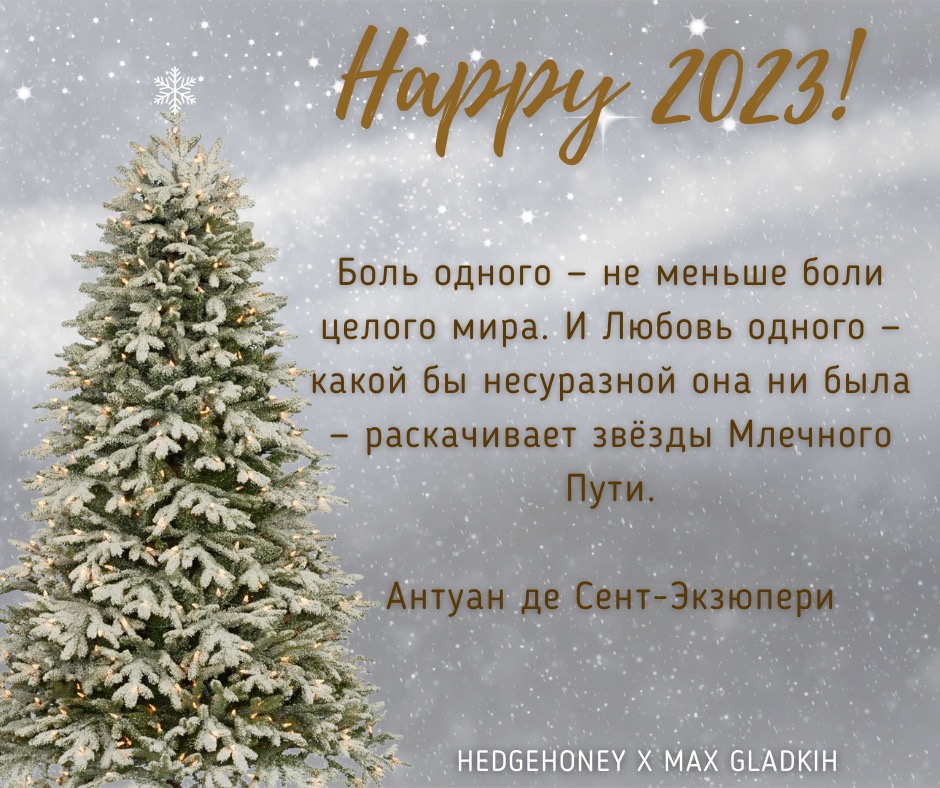 Happy 2023!
Боль одного – не меньше боли
целого мира. И Любовь одного –
какой бы несуразной она ни была
– раскачивает звёзды Млечного
Пути.
Антуан де Сент-Экзюпери
HEDGEHONEY X MAX GLADKIH